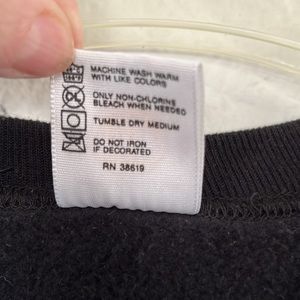 MACHINE WASH WARM
WITH LIKE COLORS
ONLY NON-CHLORINE
BLEACH WHEN NEEDED
TUMBLE DRY MEDIUM
DO NOT IRON
IF DECORATED
RN 38619